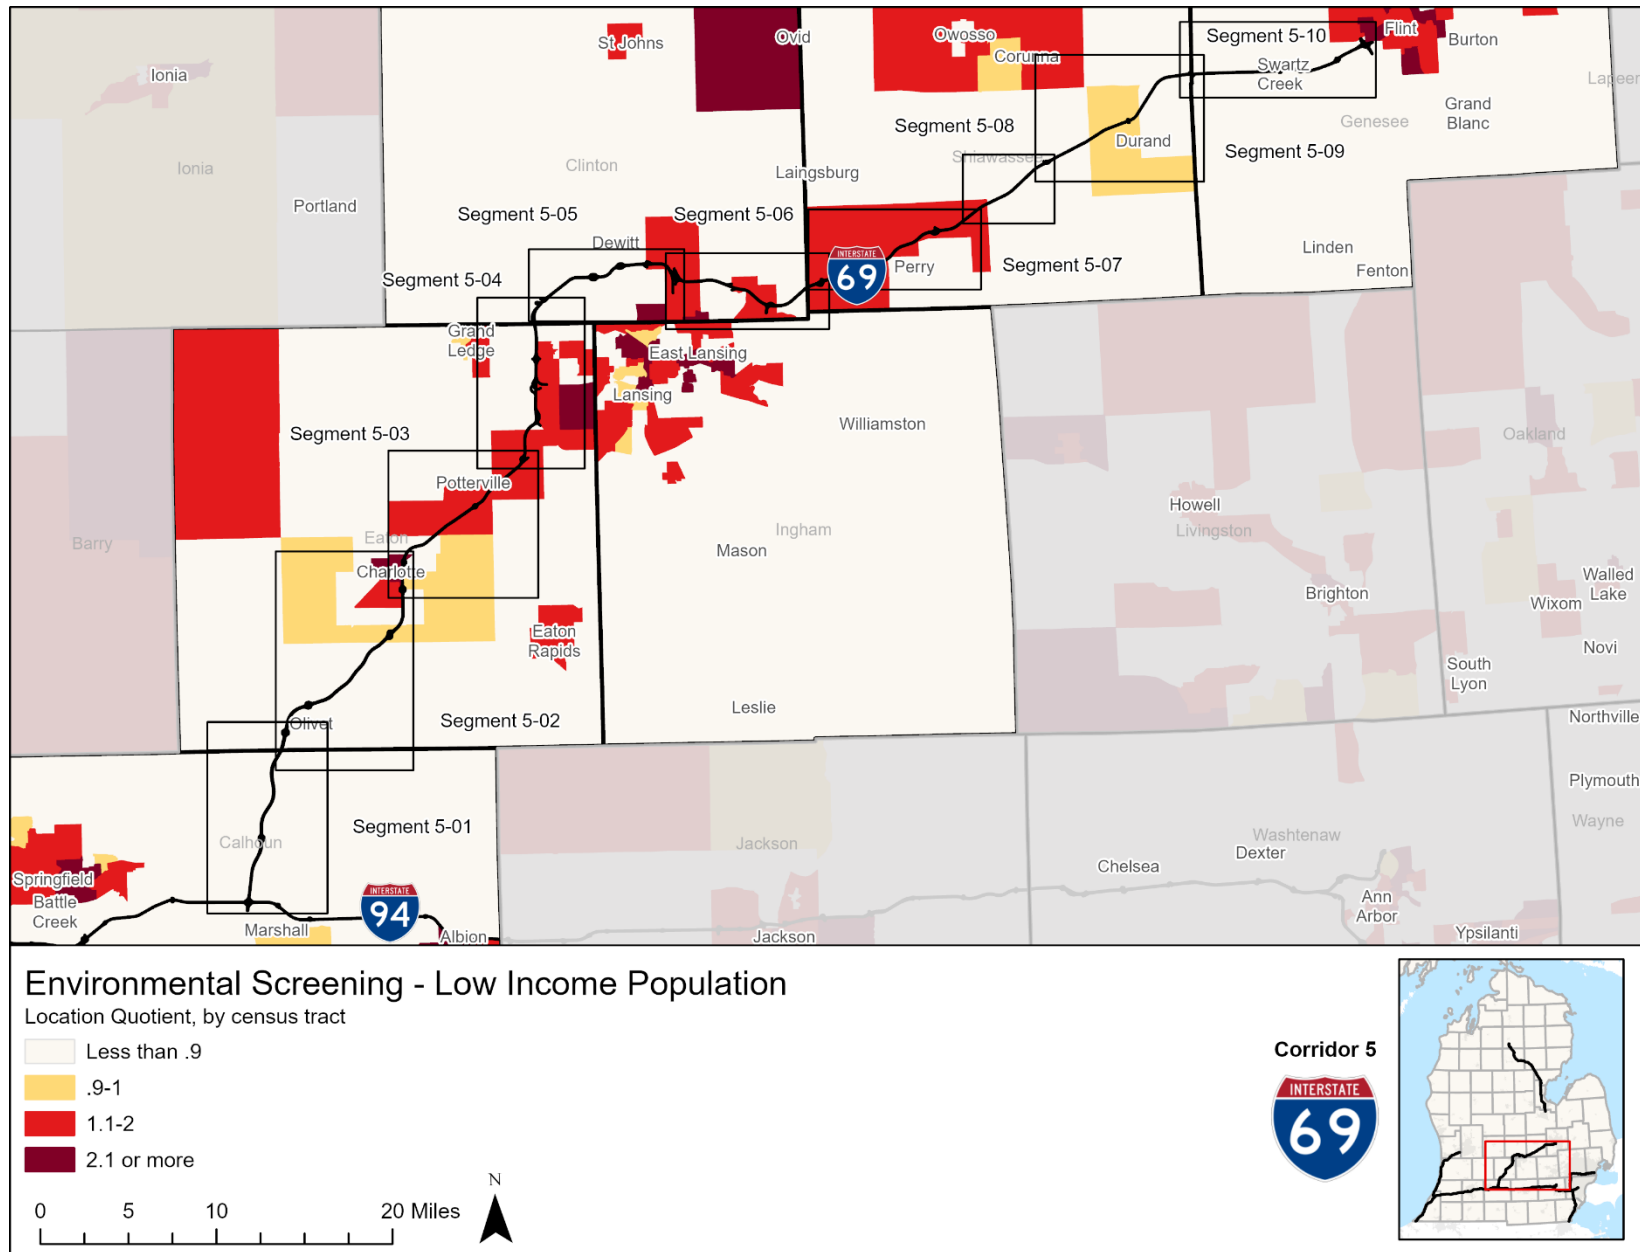 St Johns
Ovid
Owosso
Corunna
Segment 5-10
Flint
Burton
Swartz
Creek
Lapeer
Ionia
Grand
Blanc
Genesee
Segment 5-08
Durand
Segment 5-09
Shiawassee
Clinton
Ionia
Laingsburg
Portland
Segment 5-05
Segment 5-06
Dewitt
Linden
Fenton
Segment 5-04
INTERSTATE
69
Perry
Segment 5-07
Grand
Ledge
East Lansing
Lansing
Williamston
Segment 5-03
Oakland
Potterville
Howell
Livingston
Eaton
Ingham
Mason
Barry
Charlotte
Walled
Lake
Brighton
Wixom
Eaton
Rapids
Novi
South
Lyon
Leslie
Segment 5-02
Olivet
Northville
Plymouth
Segment 5-01
Calhoun
Jackson
Washtenaw
Wayne
Dexter
Chelsea
Springfield
Battle
Creek
INTERSTATE
94
Marshall
Albion
Jackson
Ann
Arbor
Ypsilanti
Environmental Screening - Low Income Population
Location Quotient, by census tract
Less than .9
.9-1
1.1-2
2.1 or more
0 5 10 20 Miles
N
Corridor 5
INTERSTATE
69